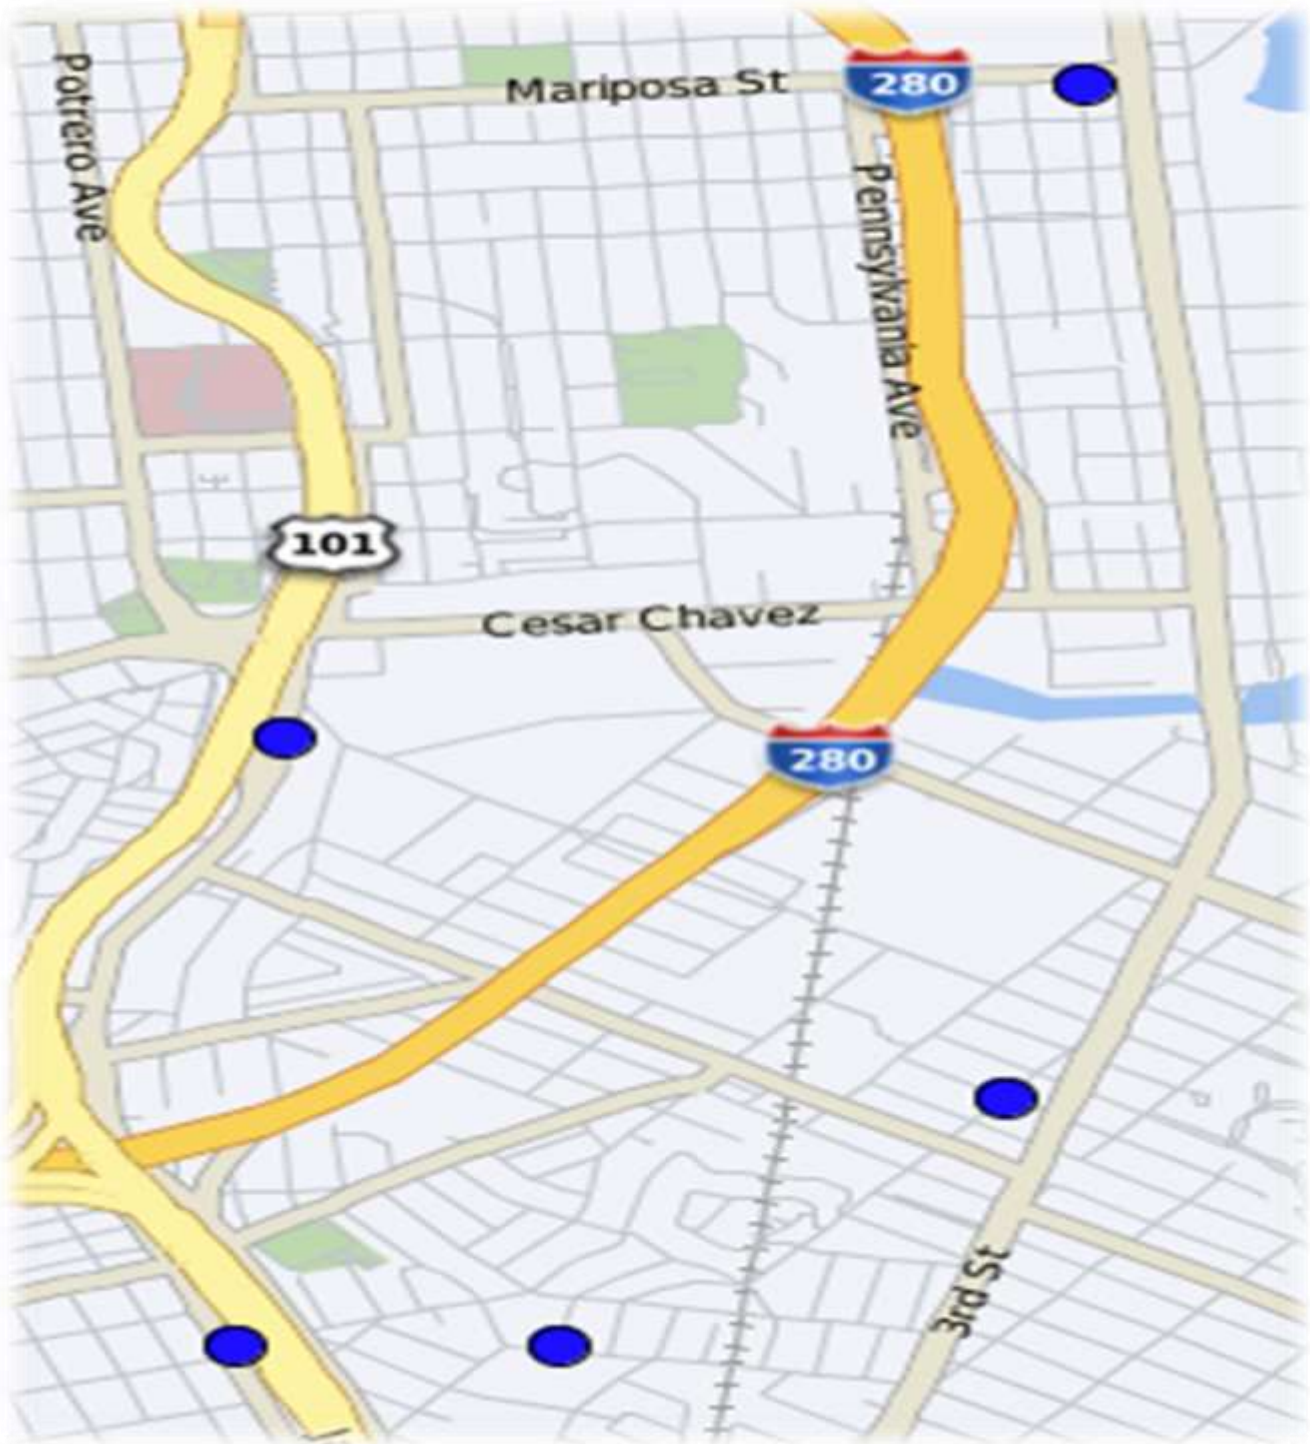 Potrero Ave
Mariposa St
280
Pennsylvania Ave
101
Cesar Chavez
280
3rd St